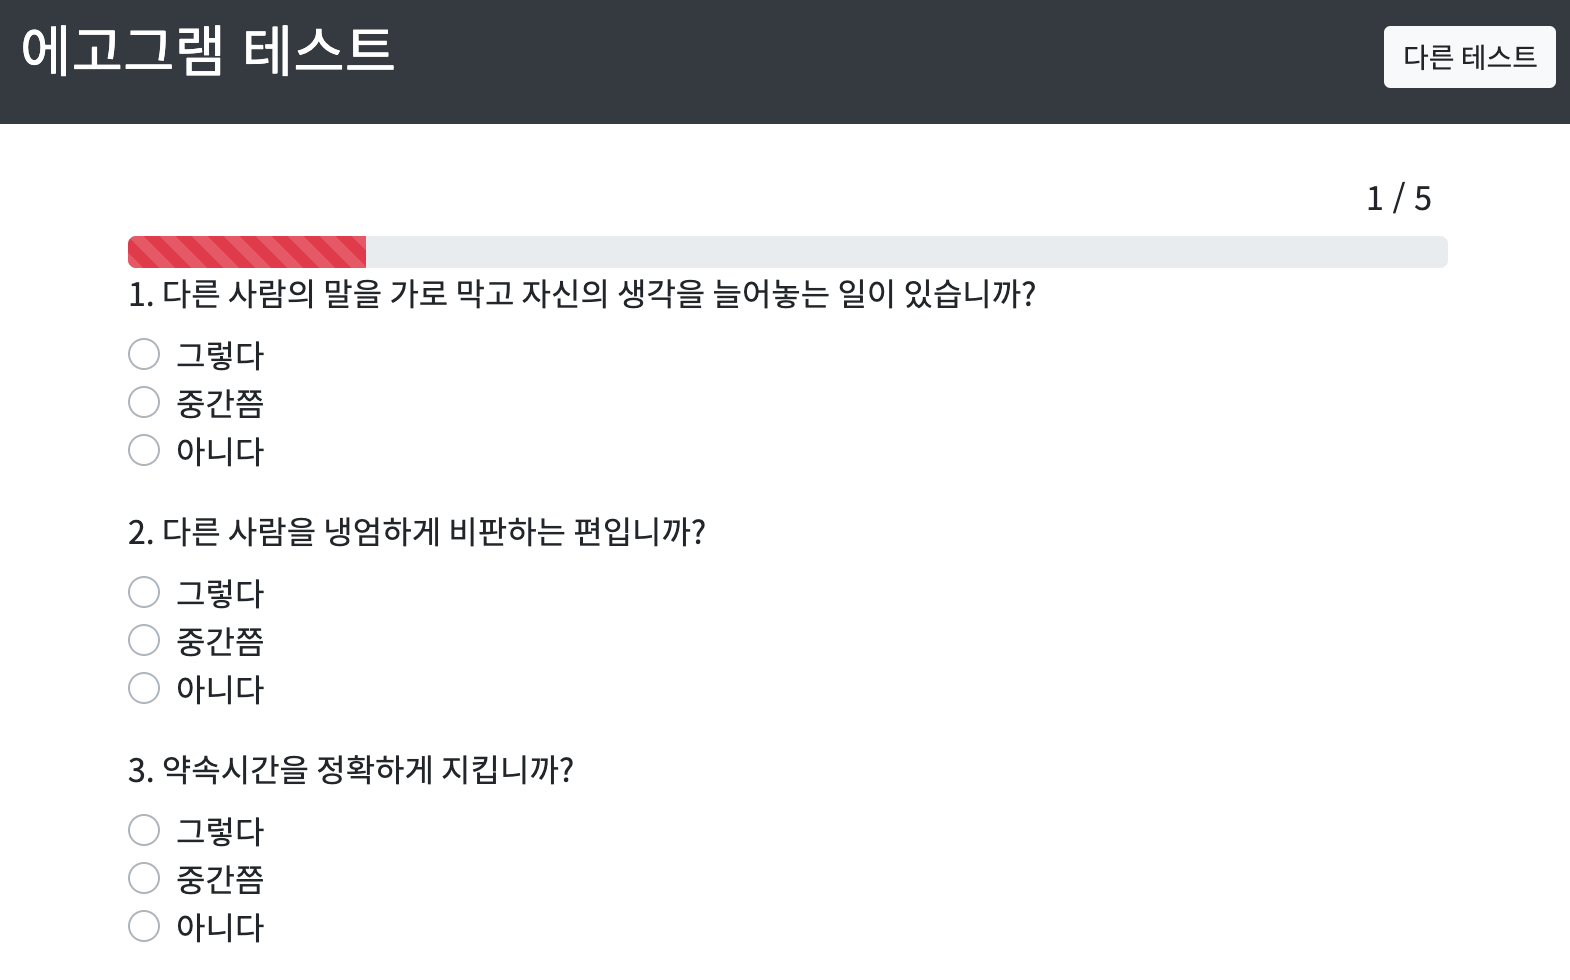 에고그램 테스트
다른 테스트
1 / 5
1. 다른 사람의 말을 가로 막고 자신의 생각을 늘어놓는 일이 있습니까?
그렇다
중간쯤
아니다
2. 다른 사람을 냉엄하게 비판하는 편입니까?
그렇다
중간쯤
아니다
3. 약속시간을 정확하게 지킵니까?
그렇다
중간쯤
아니다